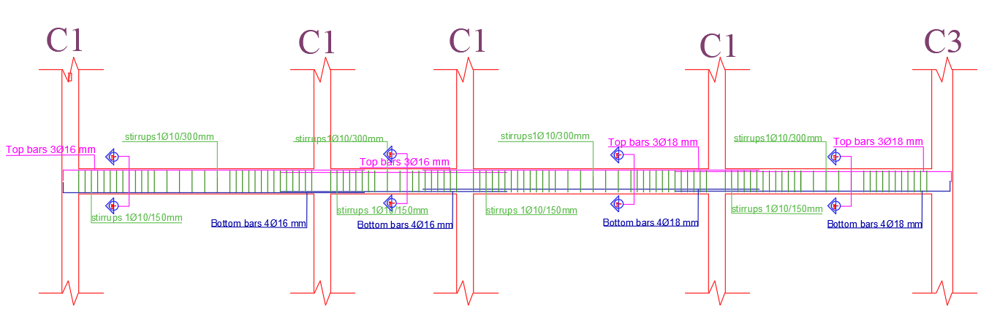 C1
C1
C1
C1
C3
stirrups1Ø10/300mm
stirrups1Ø10/300mm
stirrups1Ø10/300mm
stirrups1Ø10/300mm
Top bars 3Ø16 mm
Top bars 3Ø16 mm
Top bars 3Ø18 mm
Top bars 3Ø18 mm
stirrups 1Ø10/150mm
stirrups 1Ø10/150mm
stirrups 1Ø10/150mm
stirrups 1Ø10/150mm
Bottom bars 4Ø16 mm
Bottom bars 4Ø16 mm
Bottom bars 4Ø18 mm
Bottom bars 4Ø18 mm